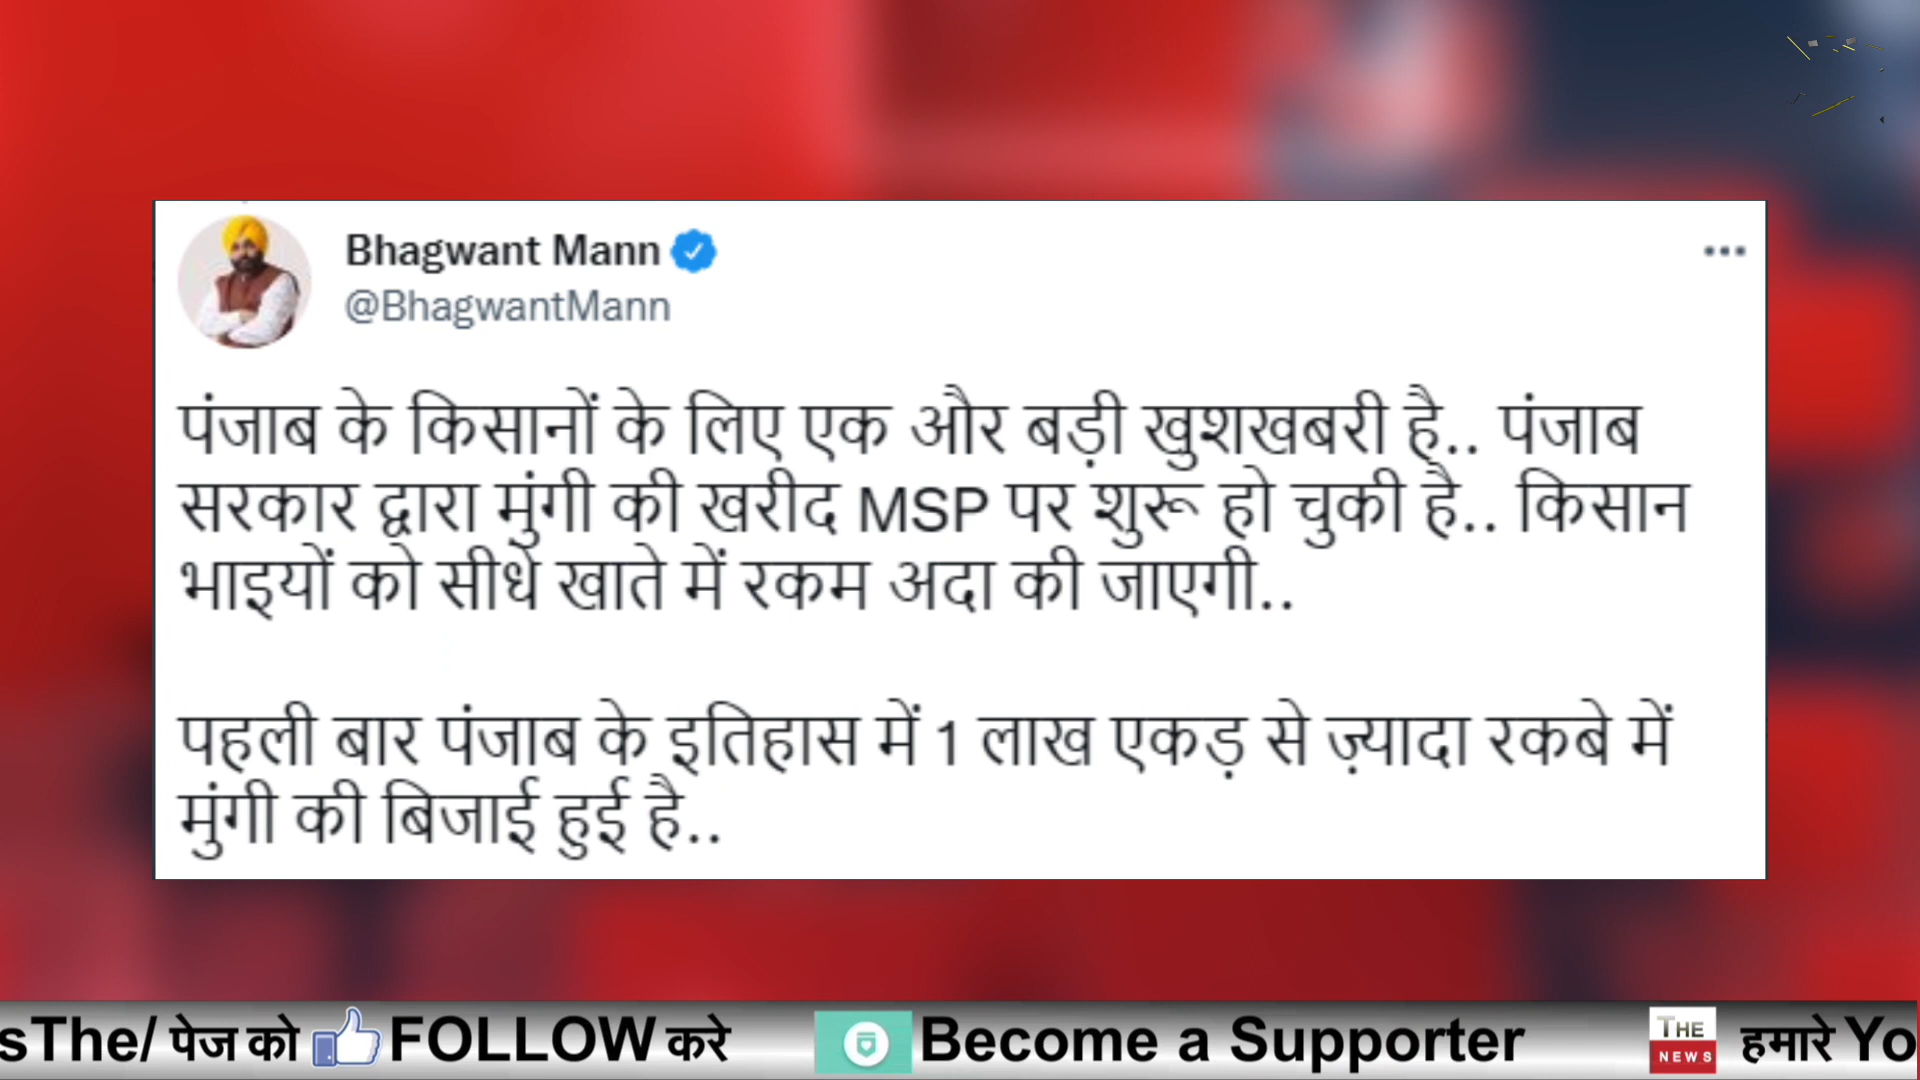 Bhagwant Mann
@BhagwantMann
पंजाब के किसानों के लिए एक और बड़ी खुशखबरी है.. पंजाब
सरकार द्वारा मुंगी की खरीद MSP पर शुरू हो चुकी है.. किसान
भाइयों को सीधे खाते में रकम अदा की जाएगी..
पहली बार पंजाब के इतिहास में 1 लाख एकड़ से ज़्यादा रकबे में
मुंगी की बिजाई हुई है..
sThe/ पेज को FOLLOW करे Become a Supporter THE NEWS हमारे Yo